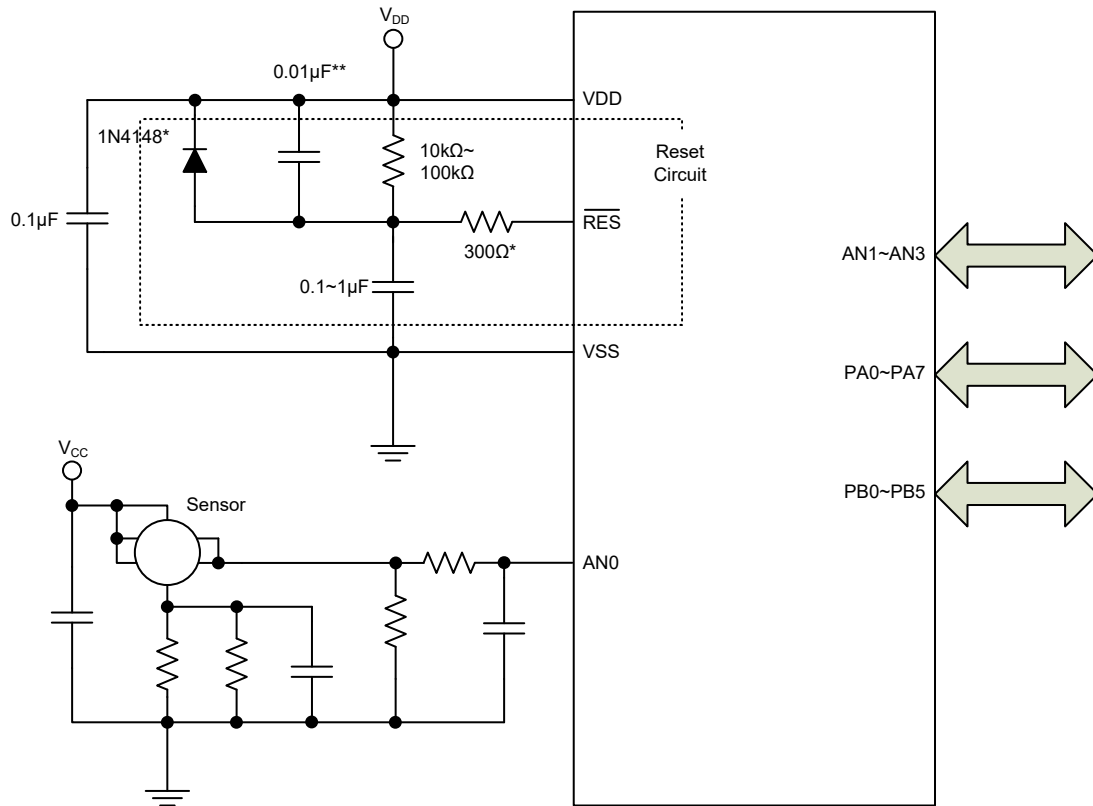 V_DD
0.01µF**
VDD
1N4148*
10kΩ~
100kΩ
Reset
Circuit
0.1µF
R̅E̅S̅
300Ω*
AN1~AN3
0.1~1µF
VSS
PA0~PA7
V_CC
Sensor
PB0~PB5
AN0